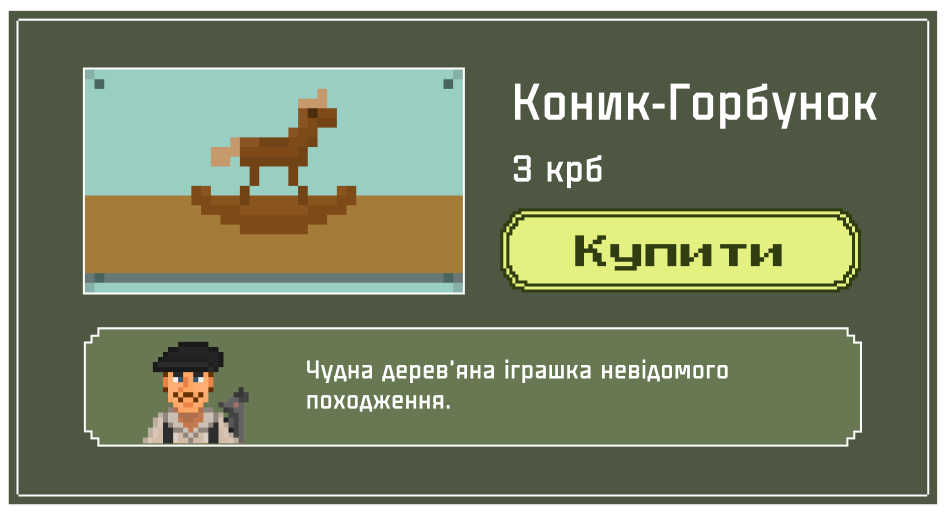 Коник-Горбунок
3 крб
Купити
Чудна дерев'яна іграшка невідомого
походження.